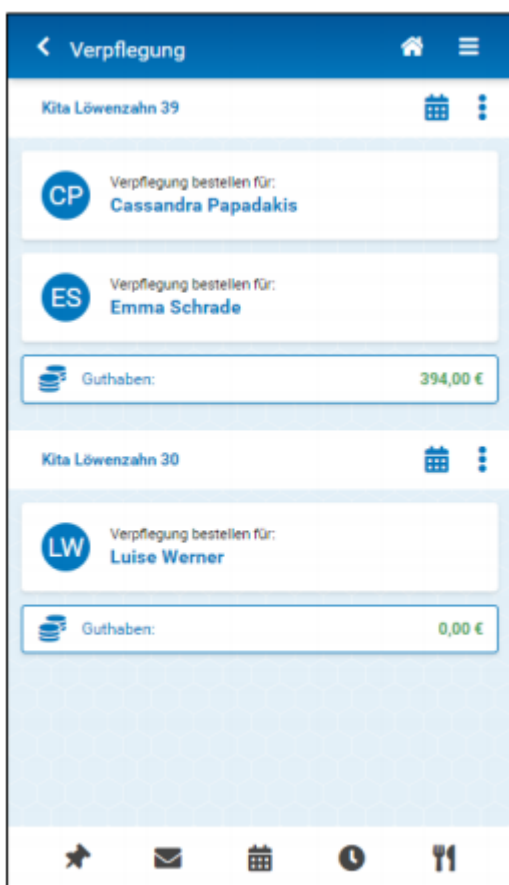 Verpflegung
Kita Löwenzahn 39
CP
Verpflegung bestellen für:
Cassandra Papadakis
ES
Verpflegung bestellen für:
Emma Schrade
Guthaben: 394,00 €
Kita Löwenzahn 30
LW
Verpflegung bestellen für:
Luise Werner
Guthaben: 0,00 €